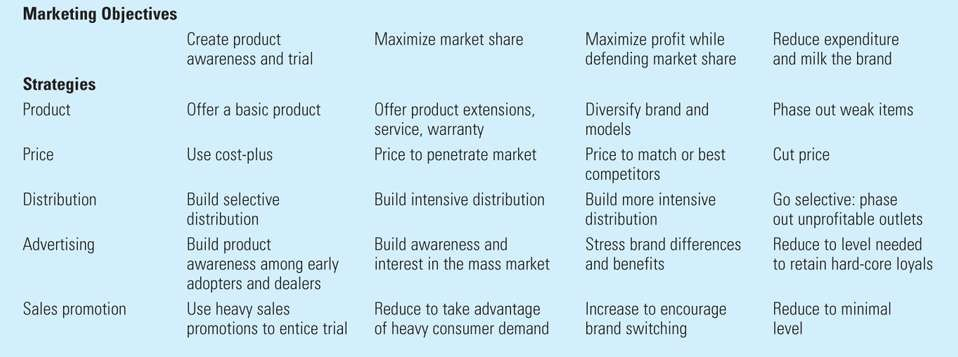 Marketing Objectives
Create product awareness and trial
Maximize market share
Maximize profit while defending market share
Reduce expenditure and milk the brand
Strategies
Product
Offer a basic product
Offer product extensions, service, warranty
Diversify brand and models
Phase out weak items
Price
Use cost-plus
Price to penetrate market
Price to match or best competitors
Cut price
Distribution
Build selective distribution
Build intensive distribution
Build more intensive distribution
Go selective: phase out unprofitable outlets
Advertising
Build product awareness among early adopters and dealers
Build awareness and interest in the mass market
Stress brand differences and benefits
Reduce to level needed to retain hard-core loyals
Sales promotion
Use heavy sales promotions to entice trial
Reduce to take advantage of heavy consumer demand
Increase to encourage brand switching
Reduce to minimal level